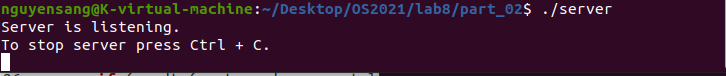 nguyensang@K-virtual-machine:~/Desktop/OS2021/lab8/part_02$ ./server
Server is listening.
To stop server press Ctrl + C.